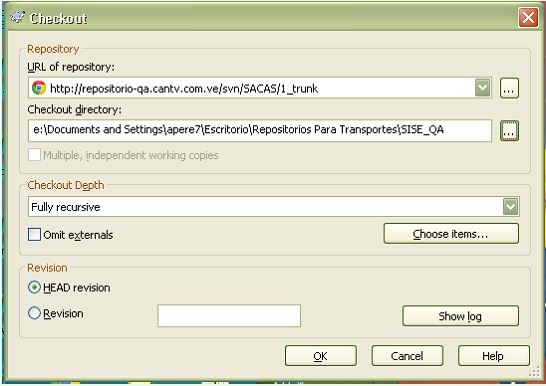 Checkout
Repository
URL of repository:
http://repositorio-qa.cantv.com.ve/svn/SACAS/1_trunk
...
Checkout directory:
e:\Documents and Settings\apere7\Escritorio\Repositorios Para Transportes\SISE_QA
...
Multiple, independent working copies
Checkout Depth
Fully recursive
Omit externals
Choose items...
Revision
HEAD revision
Revision
Show log
OK Cancel Help